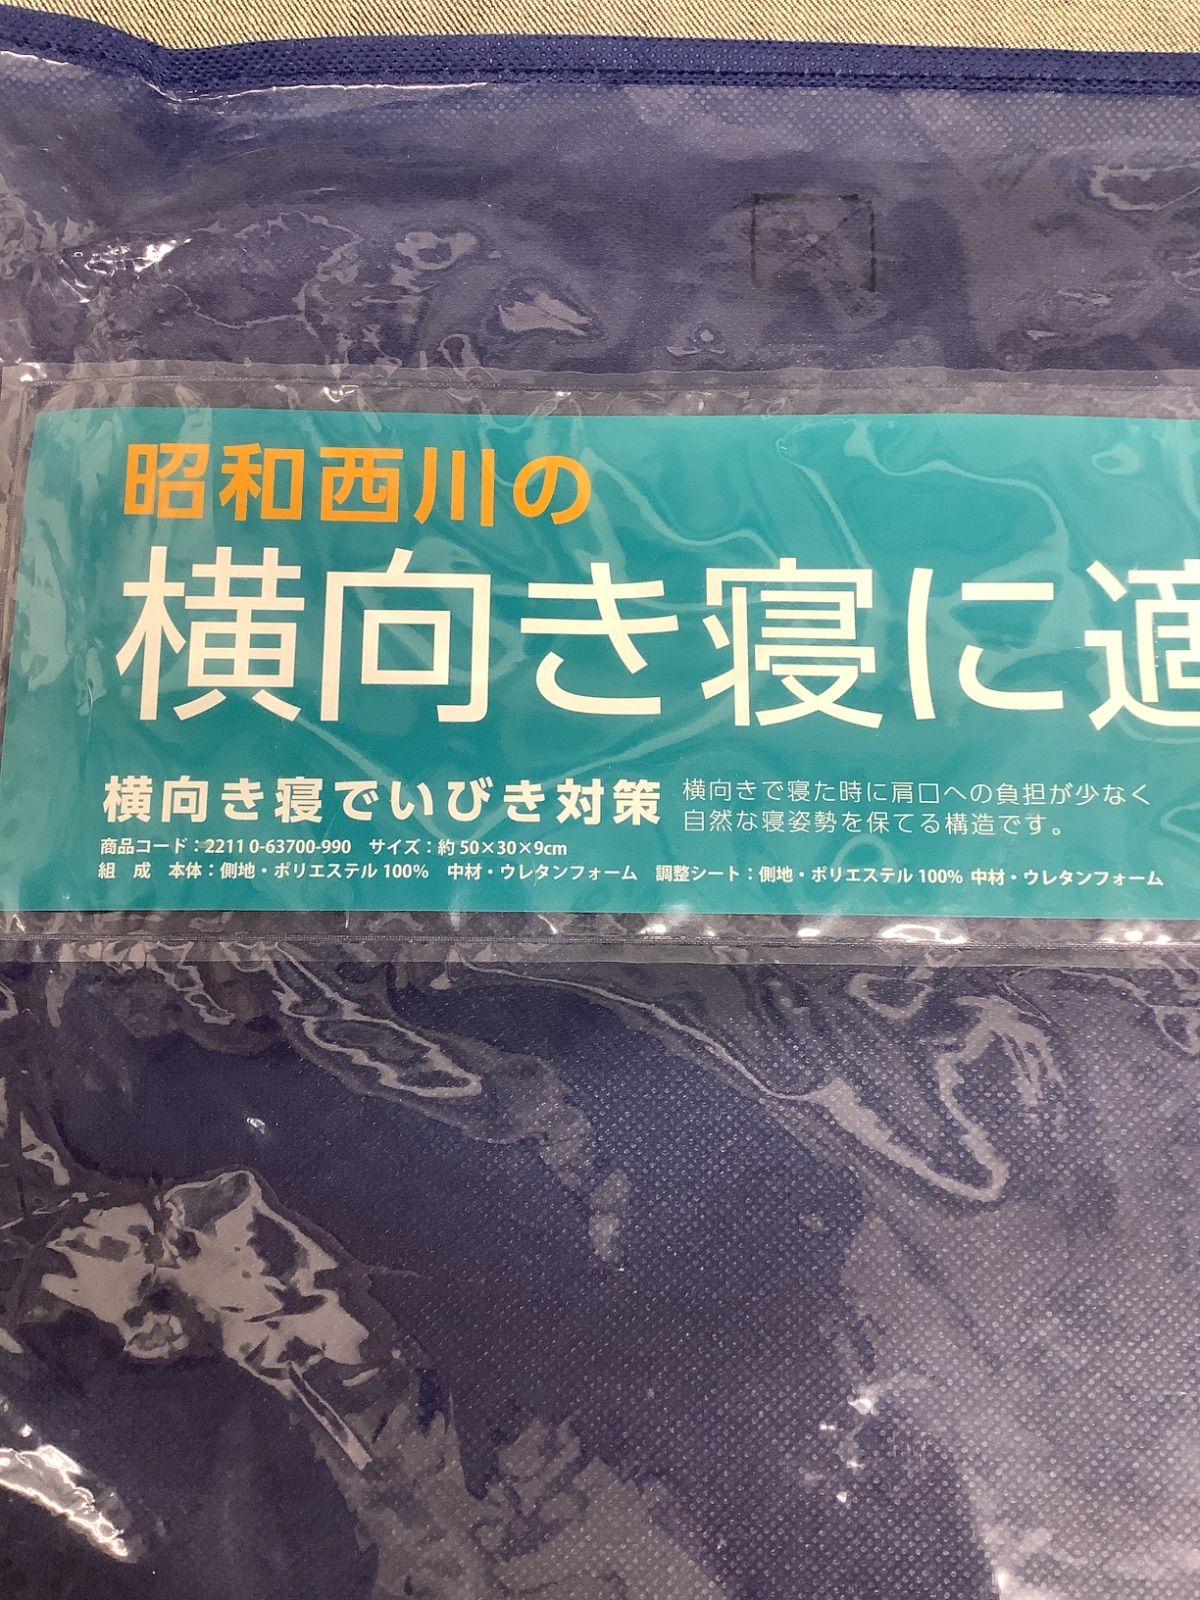 昭和西川の
横向き寝に適
横向き寝でいびき対策
横向きで寝た時に肩口への負担が少なく
自然な寝姿勢を保てる構造です。
商品コード：2211 0-63700-990 サイズ：約 50×30×9cm
組 成 本体：側地・ポリエステル 100% 中材・ウレタンフォーム 調整シート：側地・ポリエステル 100% 中材・ウレタンフォーム